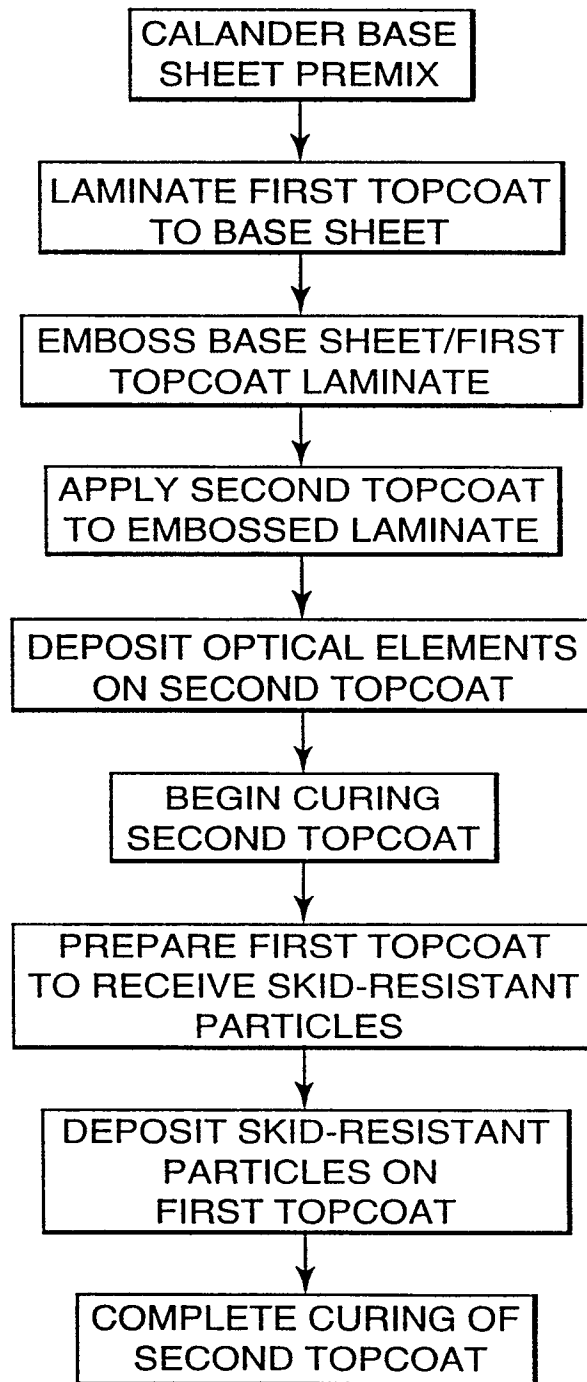 CALANDER BASE
SHEET PREMIX
LAMINATE FIRST TOPCOAT
TO BASE SHEET
EMBOSS BASE SHEET/FIRST
TOPCOAT LAMINATE
APPLY SECOND TOPCOAT
TO EMBOSSED LAMINATE
DEPOSIT OPTICAL ELEMENTS
ON SECOND TOPCOAT
BEGIN CURING
SECOND TOPCOAT
PREPARE FIRST TOPCOAT
TO RECEIVE SKID-RESISTANT
PARTICLES
DEPOSIT SKID-RESISTANT
PARTICLES ON
FIRST TOPCOAT
COMPLETE CURING OF
SECOND TOPCOAT